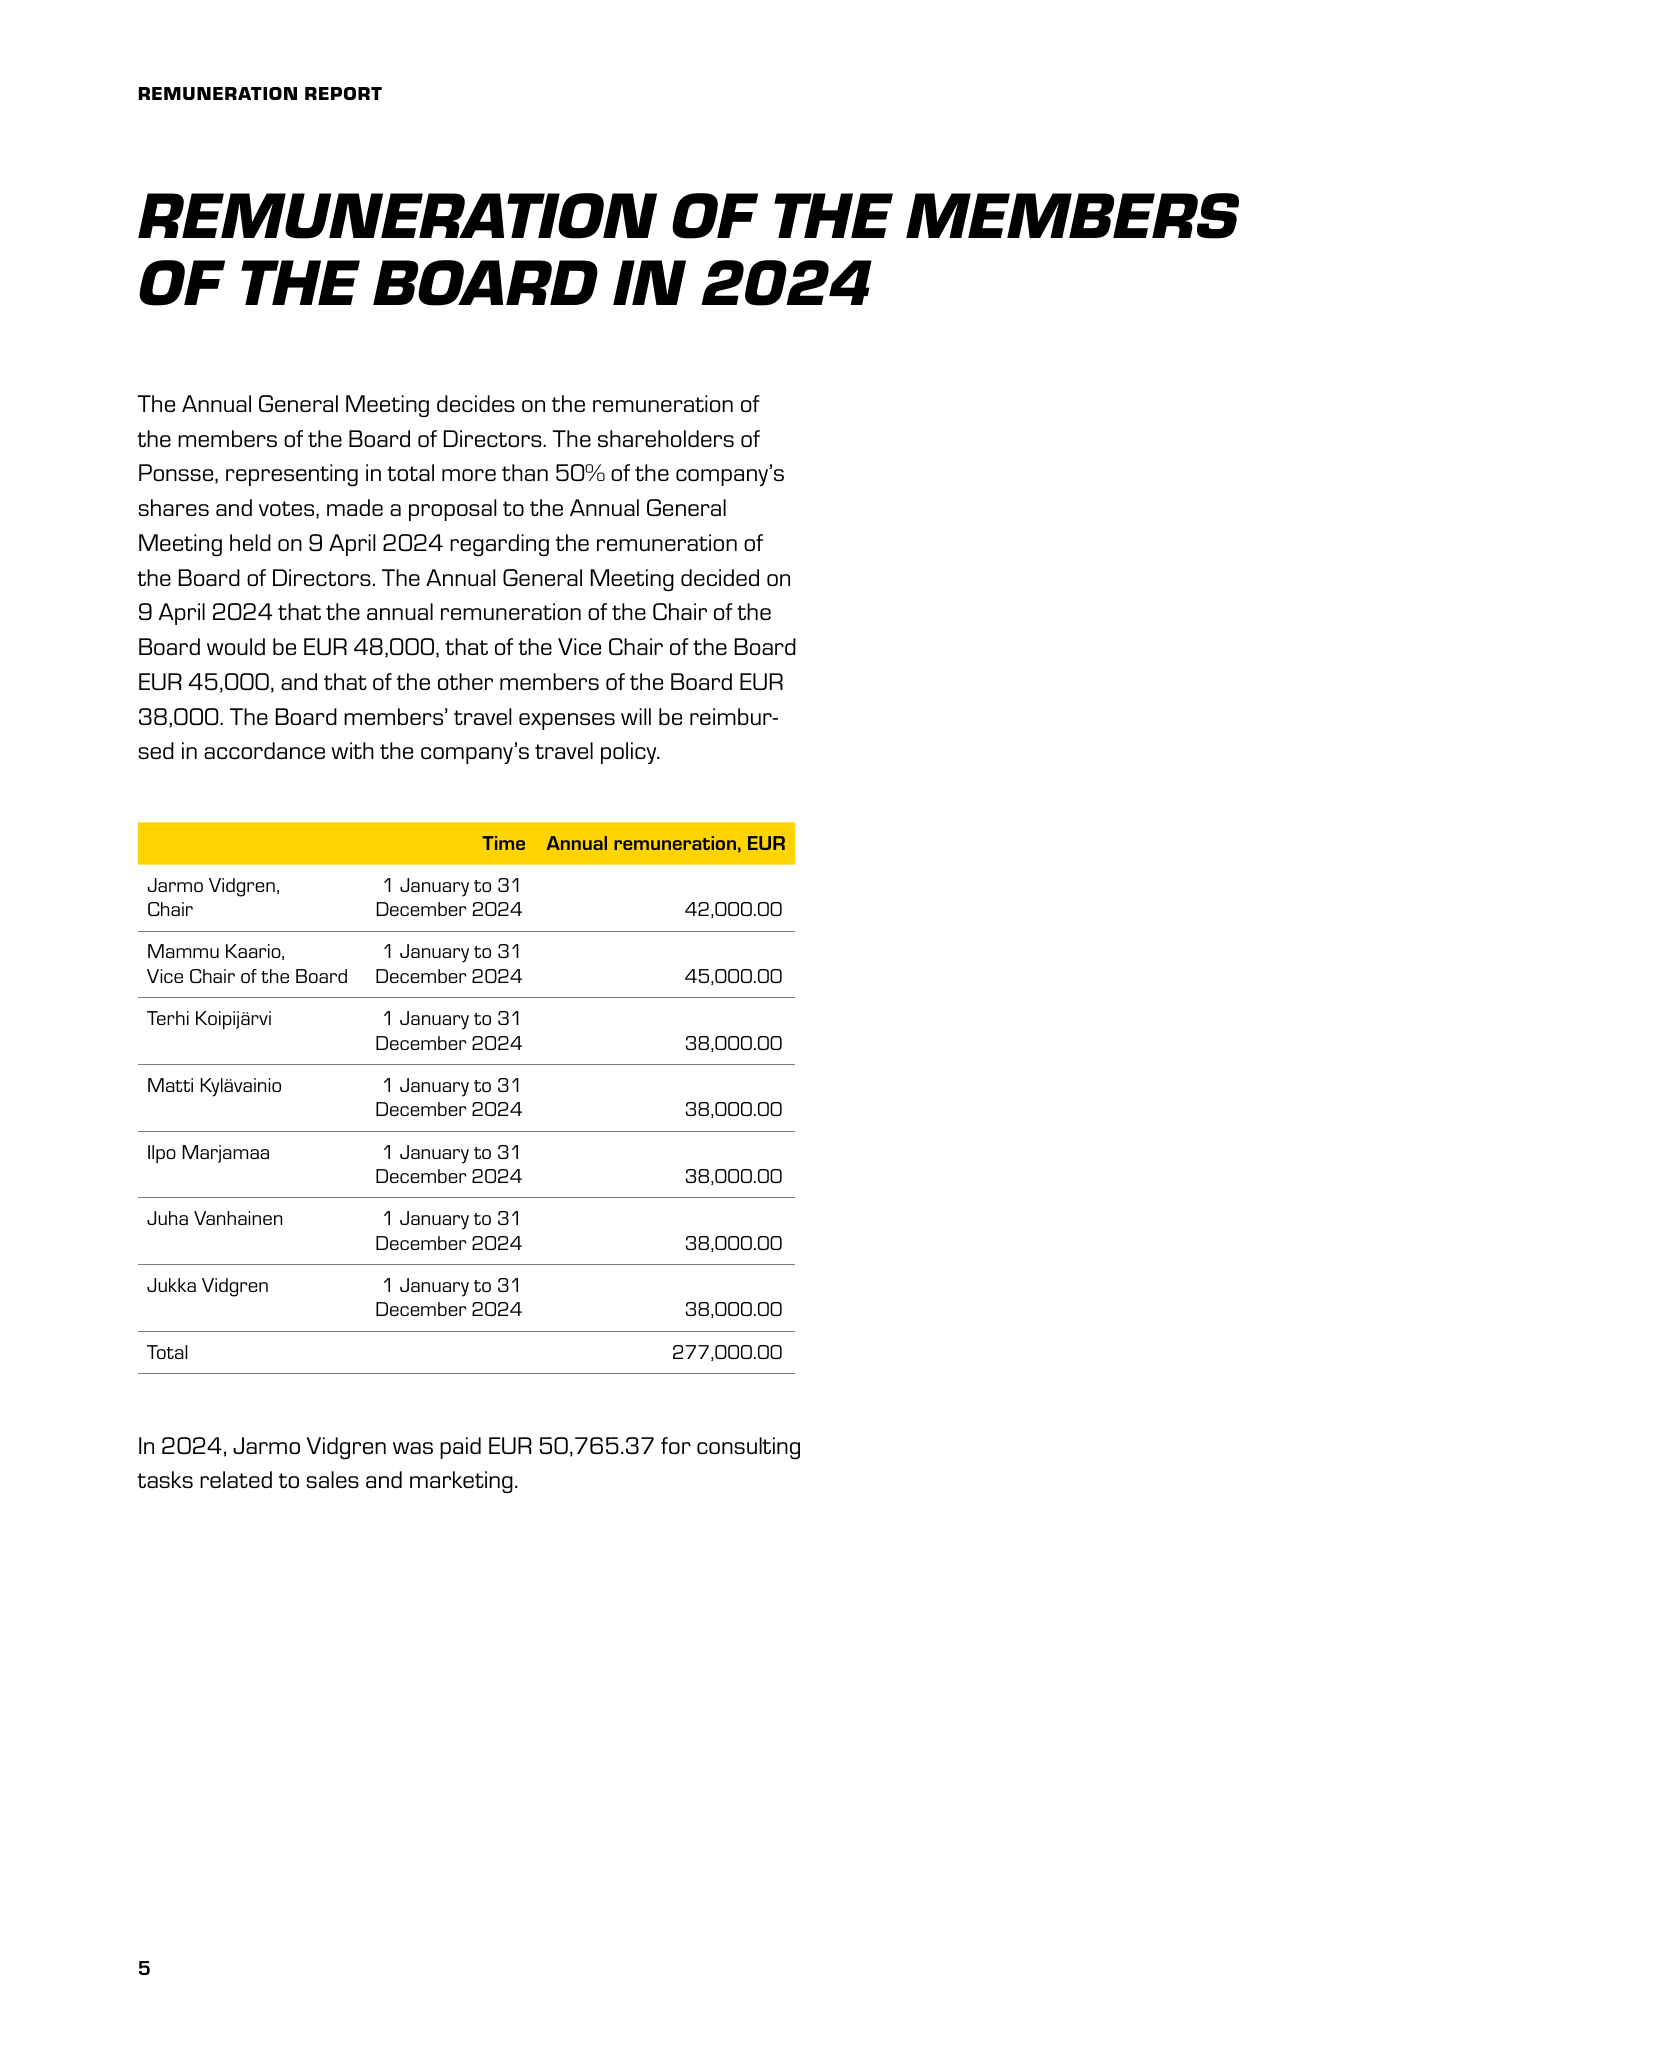 REMUNERATION REPORT
REMUNERATION OF THE MEMBERS
OF THE BOARD IN 2024
The Annual General Meeting decides on the remuneration of
the members of the Board of Directors. The shareholders of
Ponsse, representing in total more than 50% of the company’s
shares and votes, made a proposal to the Annual General
Meeting held on 9 April 2024 regarding the remuneration of
the Board of Directors. The Annual General Meeting decided on
9 April 2024 that the annual remuneration of the Chair of the
Board would be EUR 48,000, that of the Vice Chair of the Board
EUR 45,000, and that of the other members of the Board EUR
38,000. The Board members’ travel expenses will be reimbur-
sed in accordance with the company’s travel policy.
Time Annual remuneration, EUR
Jarmo Vidgren, 1 January to 31
Chair December 2024 42,000.00
Mammu Kaario, 1 January to 31
Vice Chair of the Board December 2024 45,000.00
Terhi Koipijärvi 1 January to 31
December 2024 38,000.00
Matti Kylävainio 1 January to 31
December 2024 38,000.00
Ilpo Marjamaa 1 January to 31
December 2024 38,000.00
Juha Vanhainen 1 January to 31
December 2024 38,000.00
Jukka Vidgren 1 January to 31
December 2024 38,000.00
Total 277,000.00
In 2024, Jarmo Vidgren was paid EUR 50,765.37 for consulting
tasks related to sales and marketing.
5